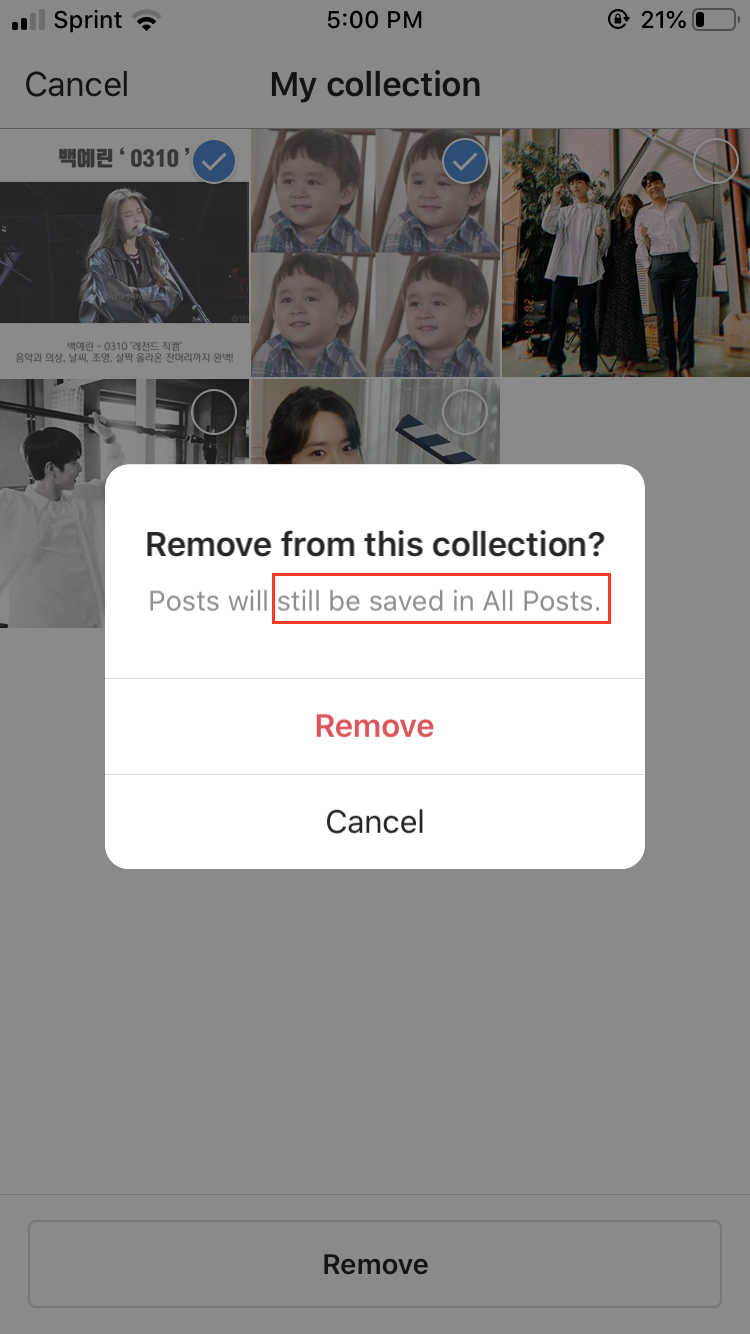 Sprint 5:00 PM 21%
Cancel My collection
백예린 ‘ 0310 ’
백예린 - 0310 '레전드 직캠'
음악과 의상, 날씨, 조명, 살짝 올라온 잔머리까지 완벽!
Remove from this collection?
Posts will still be saved in All Posts.
Remove
Cancel
Remove